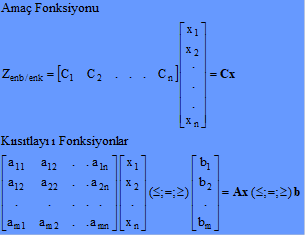 Amaç Fonksiyonu
Z enb/enk = [C1 C2 . . . Cn] [x1 x2 . . . xn] = Cx
Kısıtlayıcı Fonksiyonlar
[a11 a12 . . a1n] [x1] [b1]
[a12 a22 . . a2n] [x2] (≤;=;≥) [b2] = Ax (≤;=;≥) b
[. . . . .] [.] [.]
[am1 am2 . . amn] [xn] [bm]